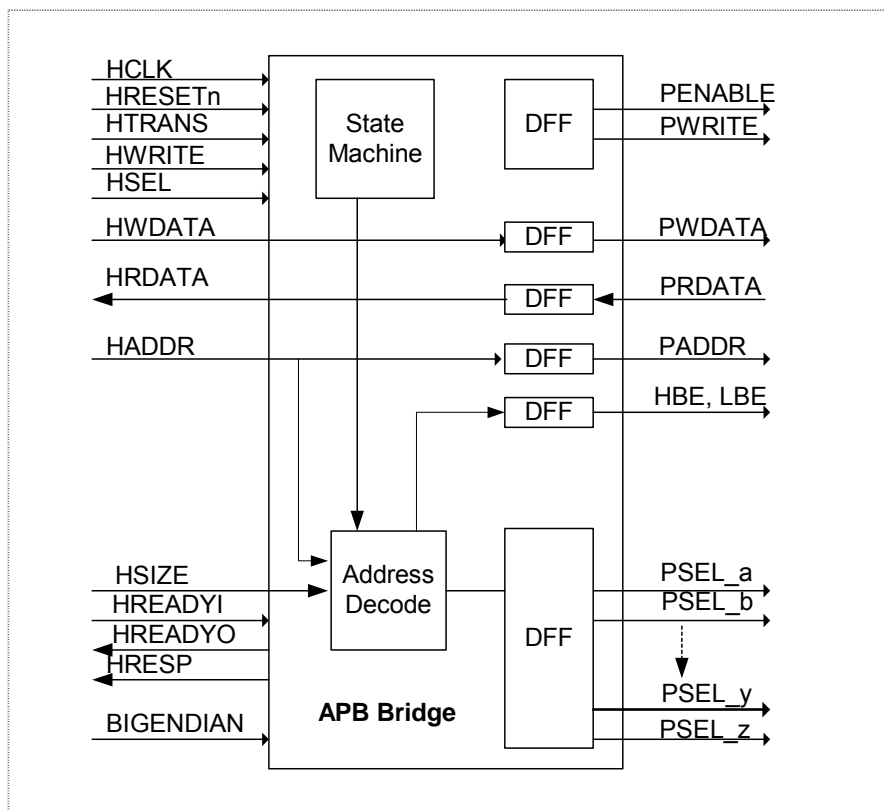 HCLK
HRESETn
HTRANS
HWRITE
HSEL
HWDATA
HRDATA
HADDR
HSIZE
HREADYI
HREADYO
HRESP
BIGENDIAN
State
Machine
Address
Decode
APB Bridge
DFF
DFF
DFF
DFF
DFF
DFF
PENABLE
PWRITE
PWDATA
PRDATA
PADDR
HBE, LBE
PSEL_a
PSEL_b
PSEL_y
PSEL_z